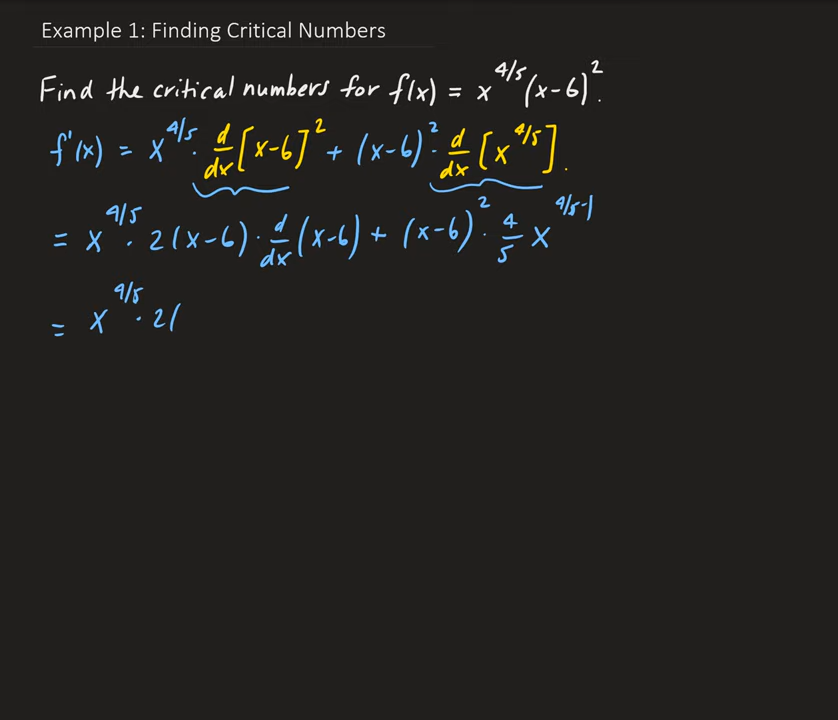 Example 1: Finding Critical Numbers
Find the critical numbers for f(x) = x^{4/5}(x-6)^2.
f'(x) = x^{4/5} · d/dx[x-6]^2 + (x-6)^2 · d/dx[x^{4/5}].
= x^{4/5} · 2(x-6) · d/dx(x-6) + (x-6)^2 · 4/5 x^{4/5-1}
= x^{4/5} · 2(